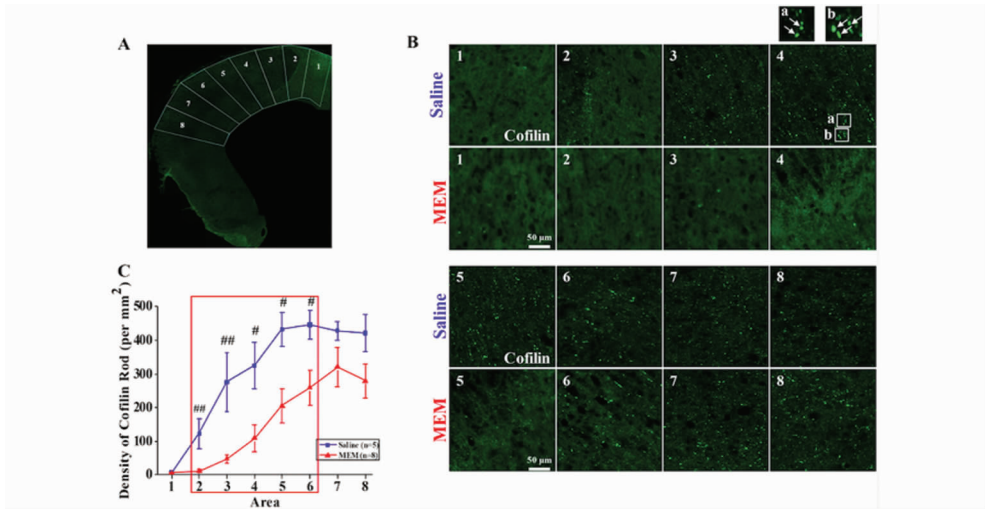 A
8
7
6
5
4
3
2
1
B
a
b
Saline
1
2
3
4
Cofilin
a
b
MEM
1
2
3
4
50 µm
Saline
5
6
7
8
Cofilin
MEM
5
6
7
8
50 µm
C
Density of Cofilin Rod (per mm²)
500
400
300
200
100
0
##
##
#
#
#
Saline (n=5)
MEM (n=8)
1 2 3 4 5 6 7 8
Area